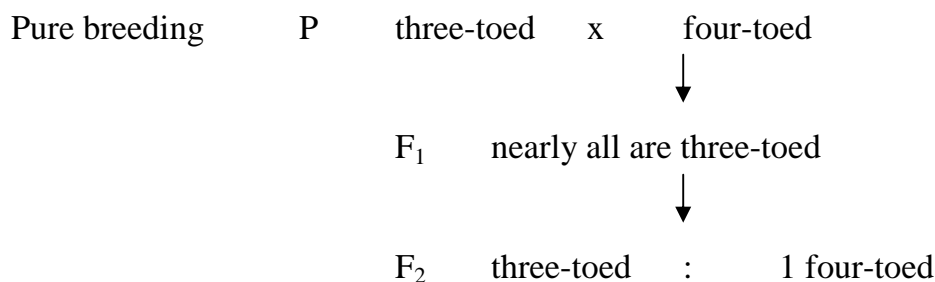 Pure breeding P three-toed x four-toed
F₁ nearly all are three-toed
F₂ three-toed : 1 four-toed